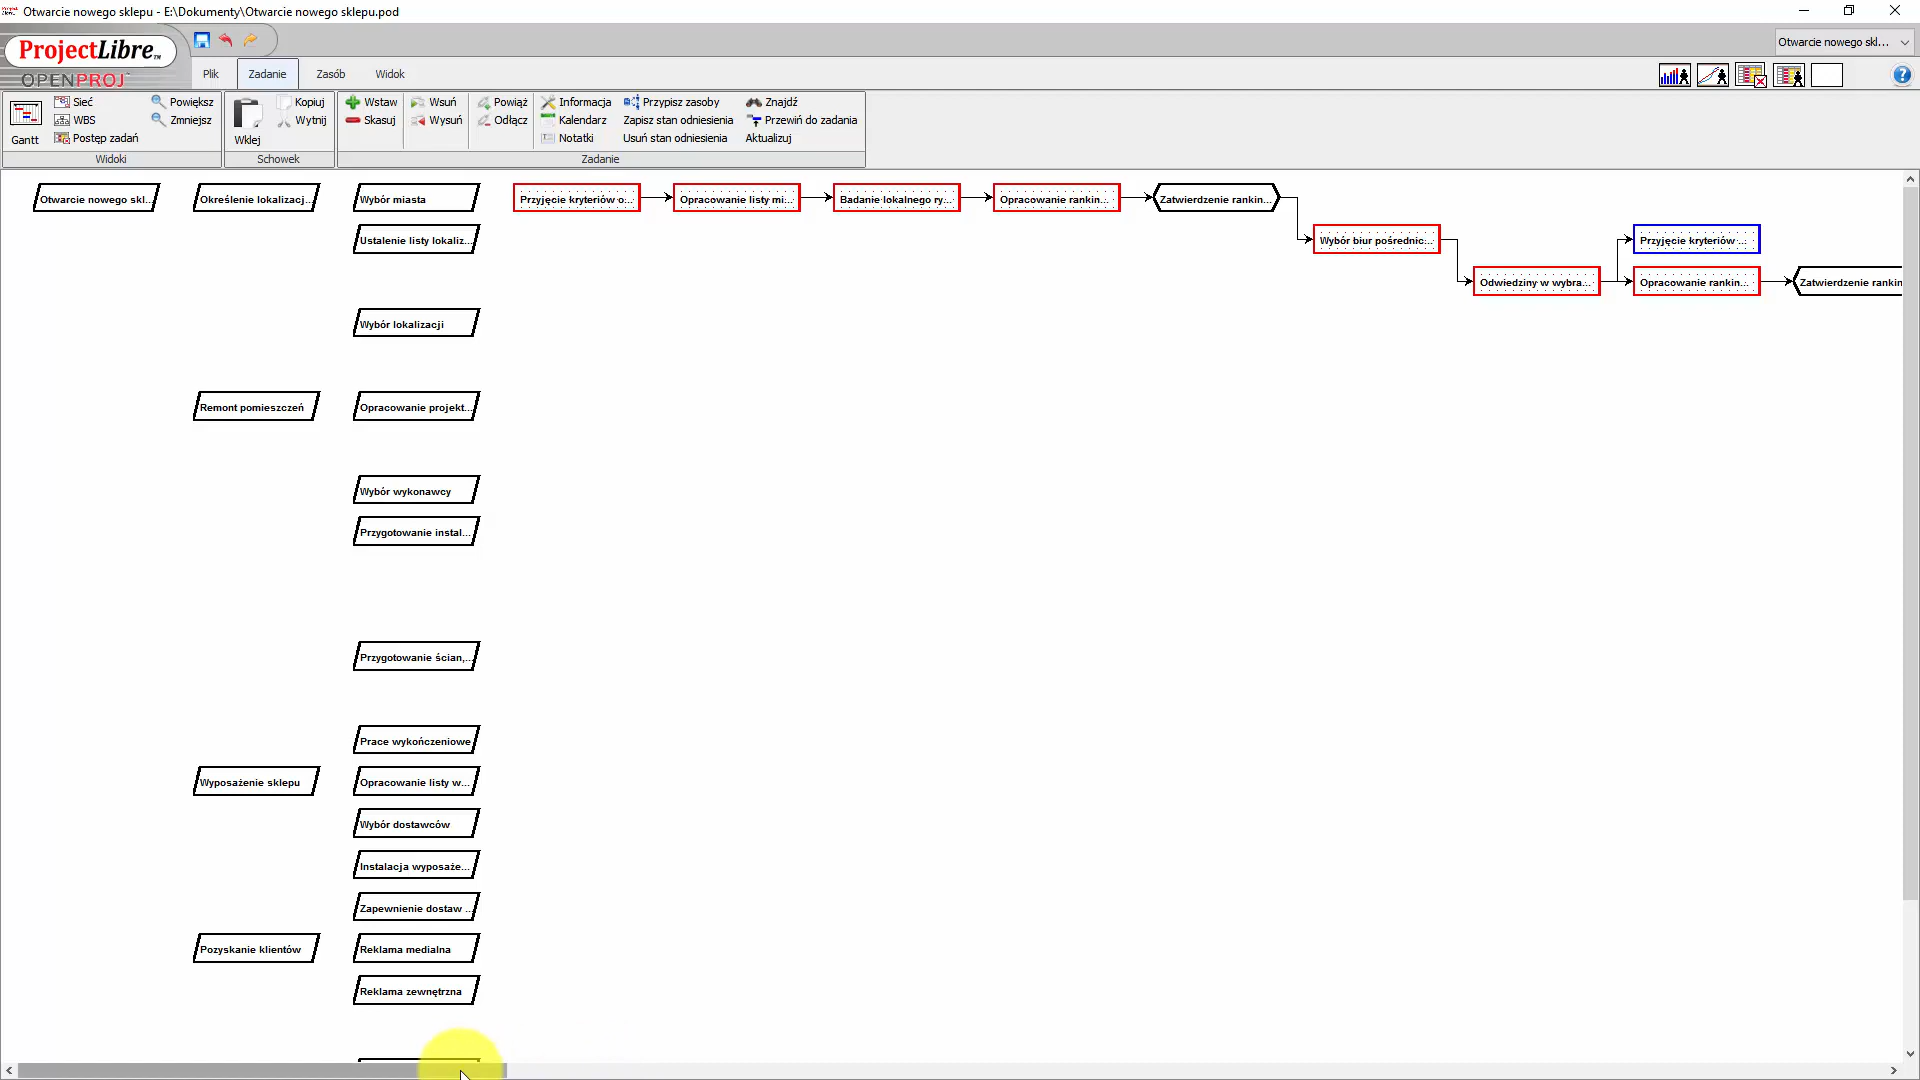 Otwarcie nowego sklepu - E:\Dokumenty\Otwarcie nowego sklepu.pod
ProjectLibre™
OPENPROJ
Otwarcie nowego skl...
Plik
Zadanie
Zasób
Widok
Gantt
Sieć
WBS
Postęp zadań
Powiększ
Zmniejsz
Widoki
Wklej
Kopiuj
Wytnij
Schowek
Wstaw
Skasuj
Wsuń
Wysuń
Powiąż
Odłącz
Informacja
Kalendarz
Notatki
Przypisz zasoby
Zapisz stan odniesienia
Usuń stan odniesienia
Znajdź
Przewiń do zadania
Aktualizuj
Zadanie
Otwarcie nowego skl...
Określenie lokalizacj...
Wybór miasta
Przyjęcie kryteriów o...
Opracowanie listy mi...
Badanie lokalnego ry...
Opracowanie rankin...
Zatwierdzenie rankin...
Ustalenie listy lokaliz...
Wybór biur pośrednic...
Przyjęcie kryteriów ...
Odwiedziny w wybra...
Opracowanie rankin...
Zatwierdzenie rankin
Wybór lokalizacji
Remont pomieszczeń
Opracowanie projekt...
Wybór wykonawcy
Przygotowanie instal...
Przygotowanie ścian,...
Prace wykończeniowe
Wyposażenie sklepu
Opracowanie listy w...
Wybór dostawców
Instalacja wyposaże...
Zapewnienie dostaw ...
Pozyskanie klientów
Reklama medialna
Reklama zewnętrzna